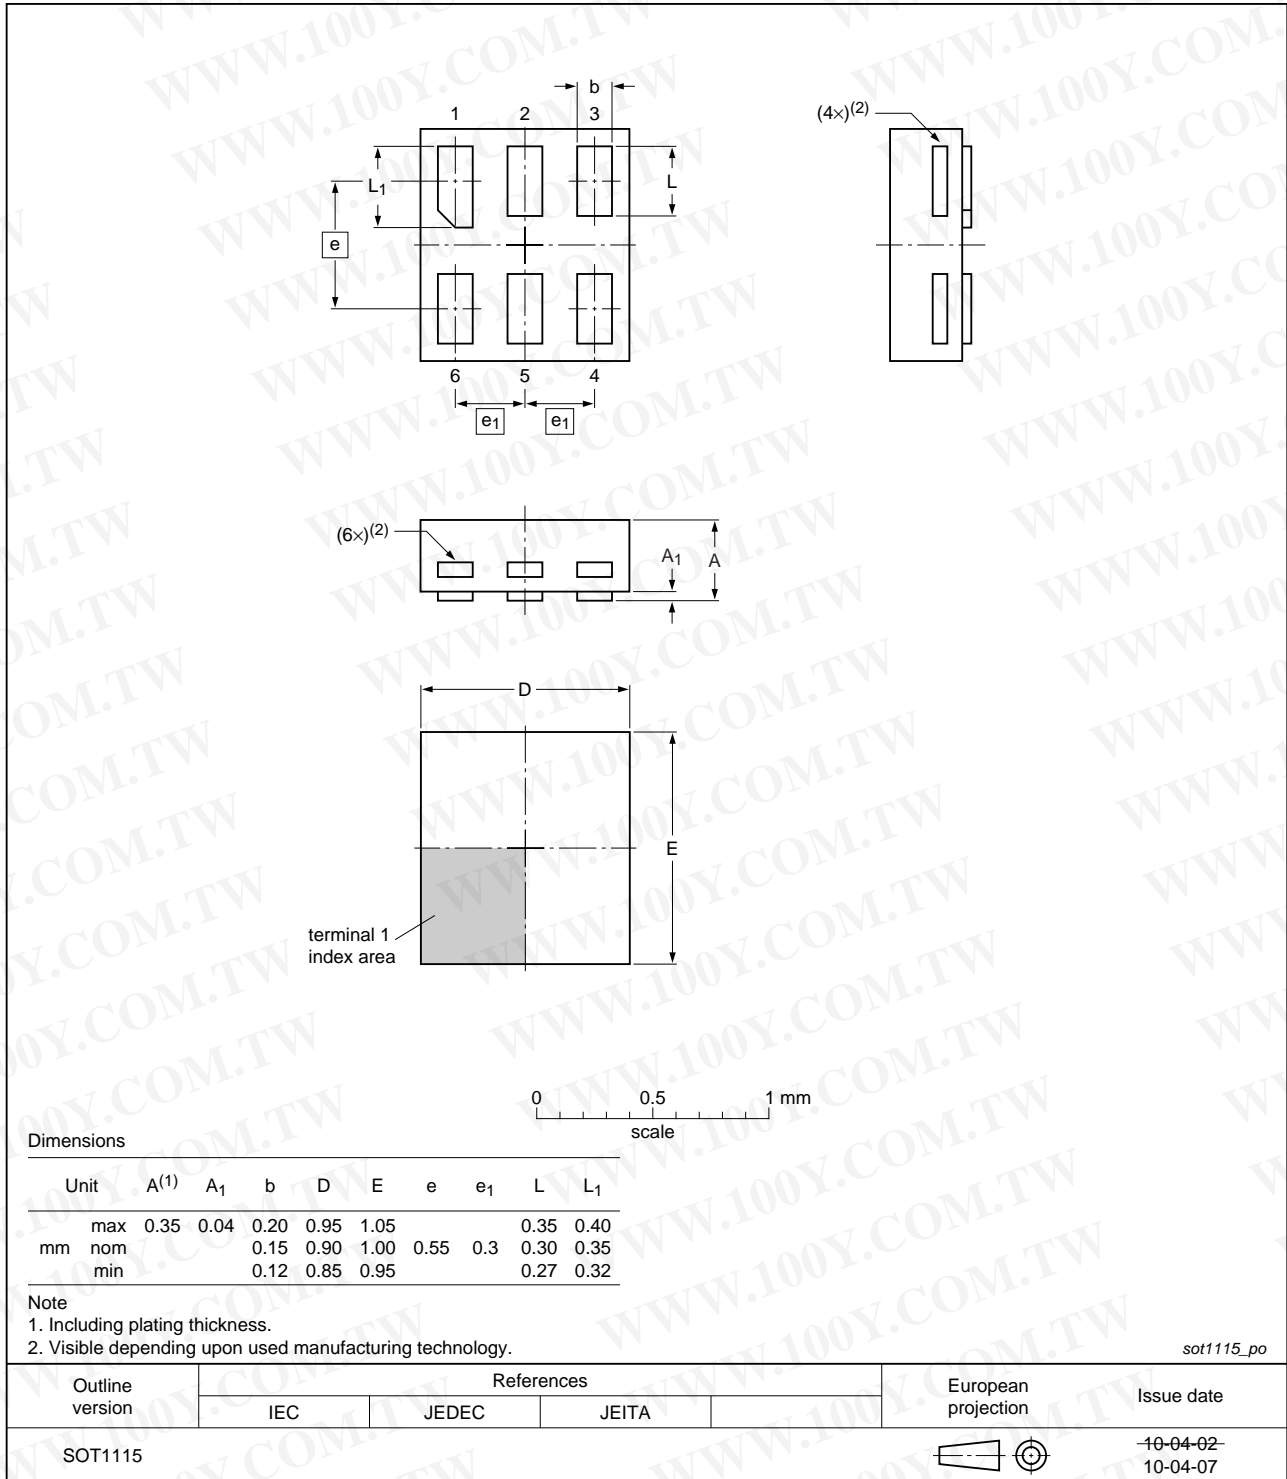 b
1 2 3
(4×)(2)
L1
L
e
6 5 4
e1 e1
(6×)(2)
A1 A
D
E
terminal 1
index area
0 0.5 1 mm
scale
Dimensions
Unit A(1) A1 b D E e e1 L L1
max 0.35 0.04 0.20 0.95 1.05 0.35 0.40
mm nom 0.15 0.90 1.00 0.55 0.3 0.30 0.35
min 0.12 0.85 0.95 0.27 0.32
Note
1. Including plating thickness.
2. Visible depending upon used manufacturing technology.
sot1115_po
Outline version References European projection Issue date
IEC JEDEC JEITA
SOT1115 10-04-02
10-04-07
WWW.100Y.COM.TW